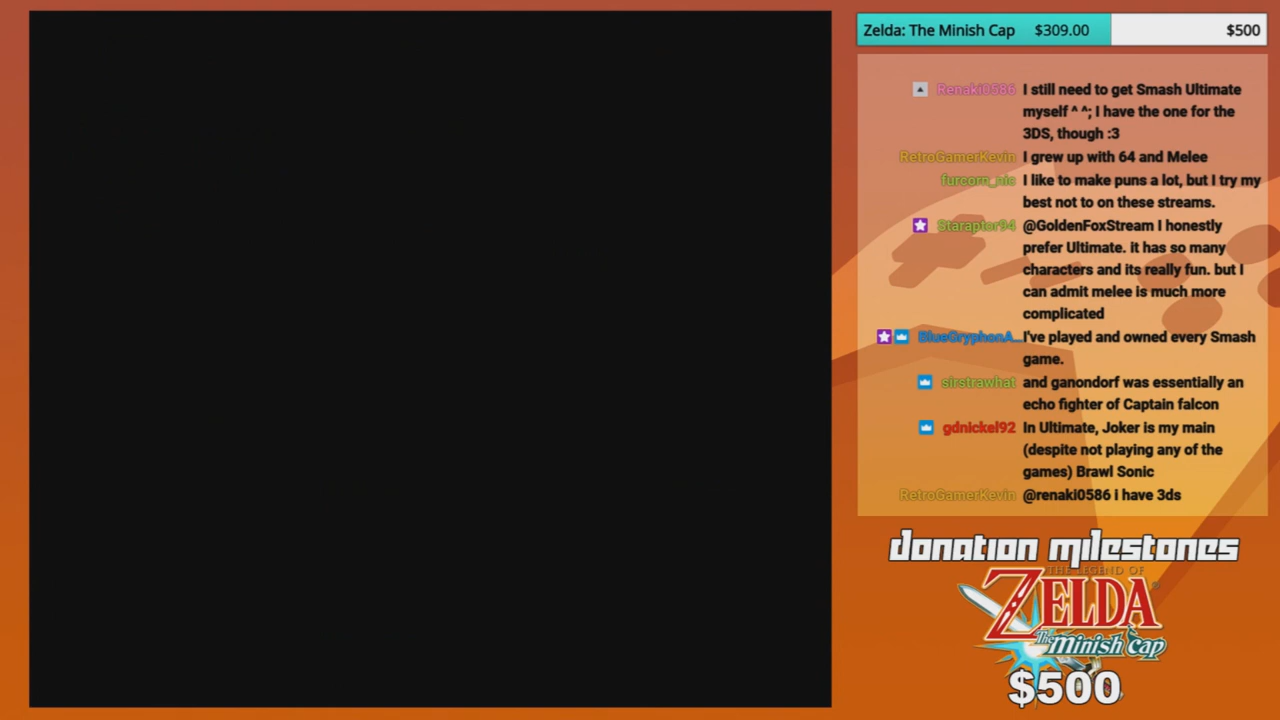 Zelda: The Minish Cap $309.00 $500
Renaki0586 I still need to get Smash Ultimate
myself ^ ^; I have the one for the
3DS, though :3
RetroGamerKevin I grew up with 64 and Melee
furcorn_nic I like to make puns a lot, but I try my
best not to on these streams.
Staraptor94 @GoldenFoxStream I honestly
prefer Ultimate. it has so many
characters and its really fun. but I
can admit melee is much more
complicated
BlueGryphonA... I've played and owned every Smash
game.
sirstrawhat and ganondorf was essentially an
echo fighter of Captain falcon
gdnickel92 In Ultimate, Joker is my main
(despite not playing any of the
games) Brawl Sonic
RetroGamerKevin @renaki0586 i have 3ds
donation milestones
THE LEGEND OF
ZELDA
The Minish Cap
$500